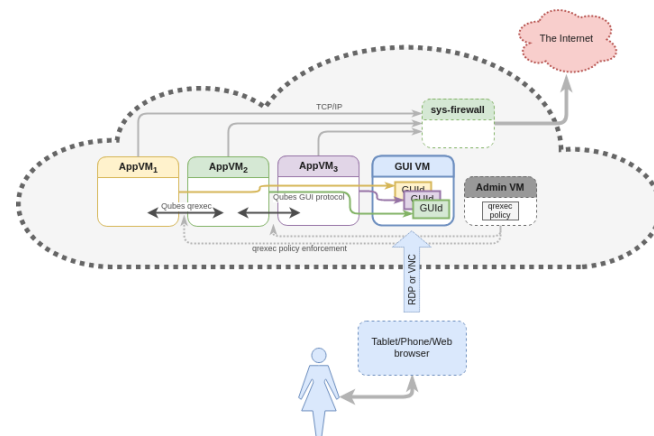 The Internet
TCP/IP
sys-firewall
AppVM1
AppVM2
AppVM3
GUI VM
Admin VM
GUId
GUId
GUId
qrexec
policy
Qubes qrexec
Qubes GUI protocol
qrexec policy enforcement
RDP or VNC
Tablet/Phone/Web
browser